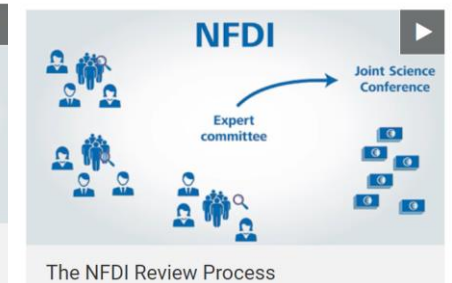 NFDI
Joint Science
Conference
Expert
committee
The NFDI Review Process